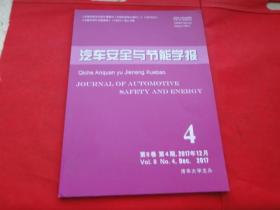 汽车安全与节能学报
Qiche Anquan yu Jieneng Xuebao
JOURNAL OF AUTOMOTIVE
SAFETY AND ENERGY
4
第8卷 第4期, 2017年12月
Vol. 8 No. 4, Dec. 2017
清华大学主办